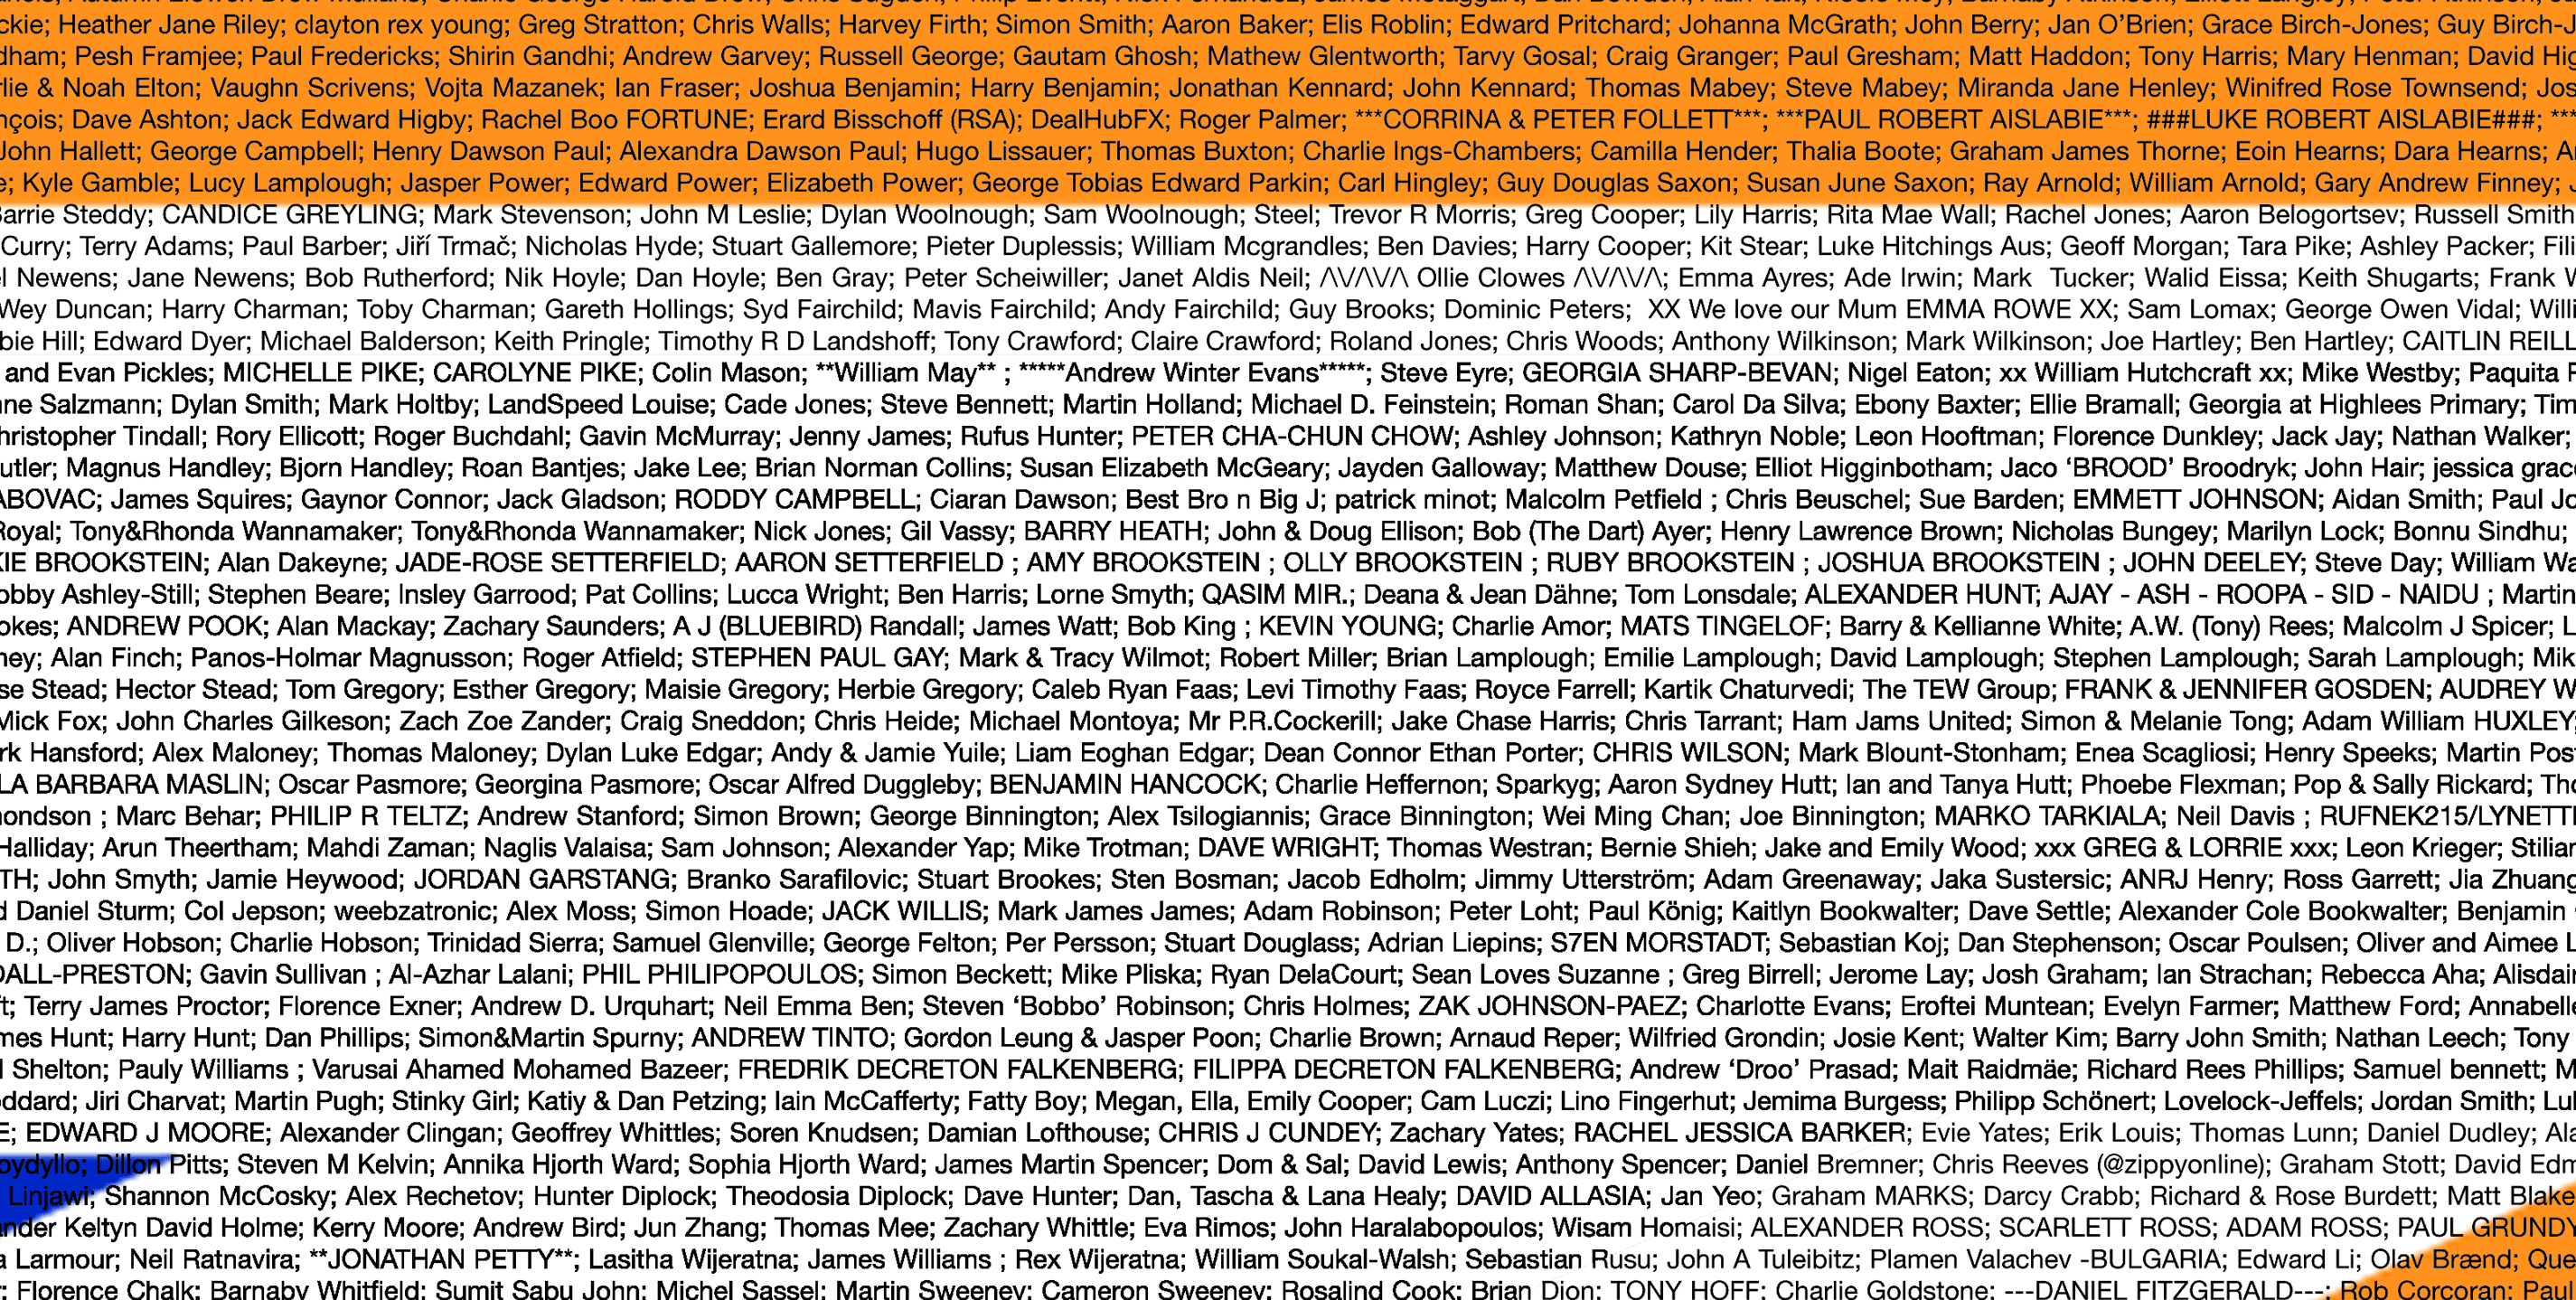 ckie; Heather Jane Riley; clayton rex young; Greg Stratton; Chris Walls; Harvey Firth; Simon Smith; Aaron Baker; Elis Roblin; Edward Pritchard; Johanna McGrath; John Berry; Jan O’Brien; Grace Birch-Jones; Guy Birch-J
dham; Pesh Framjee; Paul Fredericks; Shirin Gandhi; Andrew Garvey; Russell George; Gautam Ghosh; Mathew Glentworth; Tarvy Gosal; Craig Granger; Paul Gresham; Matt Haddon; Tony Harris; Mary Henman; David Hig
rlie & Noah Elton; Vaughn Scrivens; Vojta Mazanek; Ian Fraser; Joshua Benjamin; Harry Benjamin; Jonathan Kennard; John Kennard; Thomas Mabey; Steve Mabey; Miranda Jane Henley; Winifred Rose Townsend; Jos
nçois; Dave Ashton; Jack Edward Higby; Rachel Boo FORTUNE; Erard Bisschoff (RSA); DealHubFX; Roger Palmer; ***CORRINA & PETER FOLLETT***; ***PAUL ROBERT AISLABIE***; ###LUKE ROBERT AISLABIE###; ***
John Hallett; George Campbell; Henry Dawson Paul; Alexandra Dawson Paul; Hugo Lissauer; Thomas Buxton; Charlie Ings-Chambers; Camilla Hender; Thalia Boote; Graham James Thorne; Eoin Hearns; Dara Hearns; A
e; Kyle Gamble; Lucy Lamplough; Jasper Power; Edward Power; Elizabeth Power; George Tobias Edward Parkin; Carl Hingley; Guy Douglas Saxon; Susan June Saxon; Ray Arnold; William Arnold; Gary Andrew Finney; J
Barrie Steddy; CANDICE GREYLING; Mark Stevenson; John M Leslie; Dylan Woolnough; Sam Woolnough; Steel; Trevor R Morris; Greg Cooper; Lily Harris; Rita Mae Wall; Rachel Jones; Aaron Belogortsev; Russell Smith
Curry; Terry Adams; Paul Barber; Jiří Trmač; Nicholas Hyde; Stuart Gallemore; Pieter Duplessis; William Mcgrandles; Ben Davies; Harry Cooper; Kit Stear; Luke Hitchings Aus; Geoff Morgan; Tara Pike; Ashley Packer; Fili
el Newens; Jane Newens; Bob Rutherford; Nik Hoyle; Dan Hoyle; Ben Gray; Peter Scheiwiller; Janet Aldis Neil; /\/\/\/\ Ollie Clowes /\/\/\/\; Emma Ayres; Ade Irwin; Mark  Tucker; Walid Eissa; Keith Shugarts; Frank W
Wey Duncan; Harry Charman; Toby Charman; Gareth Hollings; Syd Fairchild; Mavis Fairchild; Andy Fairchild; Guy Brooks; Dominic Peters;  XX We love our Mum EMMA ROWE XX; Sam Lomax; George Owen Vidal; Willi
bie Hill; Edward Dyer; Michael Balderson; Keith Pringle; Timothy R D Landshoff; Tony Crawford; Claire Crawford; Roland Jones; Chris Woods; Anthony Wilkinson; Mark Wilkinson; Joe Hartley; Ben Hartley; CAITLIN REILL
and Evan Pickles; MICHELLE PIKE; CAROLYNE PIKE; Colin Mason; **William May** ; *****Andrew Winter Evans*****; Steve Eyre; GEORGIA SHARP-BEVAN; Nigel Eaton; xx William Hutchcraft xx; Mike Westby; Paquita
nne Salzmann; Dylan Smith; Mark Holtby; LandSpeed Louise; Cade Jones; Steve Bennett; Martin Holland; Michael D. Feinstein; Roman Shan; Carol Da Silva; Ebony Baxter; Ellie Bramall; Georgia at Highlees Primary; Tim
hristopher Tindall; Rory Ellicott; Roger Buchdahl; Gavin McMurray; Jenny James; Rufus Hunter; PETER CHA-CHUN CHOW; Ashley Johnson; Kathryn Noble; Leon Hooftman; Florence Dunkley; Jack Jay; Nathan Walker;
utler; Magnus Handley; Bjorn Handley; Roan Bantjes; Jake Lee; Brian Norman Collins; Susan Elizabeth McGeary; Jayden Galloway; Matthew Douse; Elliot Higginbotham; Jaco ‘BROOD’ Broodryk; John Hair; jessica grac
ABOVAC; James Squires; Gaynor Connor; Jack Gladson; RODDY CAMPBELL; Ciaran Dawson; Best Bro n Big J; patrick minot; Malcolm Petfield ; Chris Beuschel; Sue Barden; EMMETT JOHNSON; Aidan Smith; Paul Jo
Royal; Tony&Rhonda Wannamaker; Tony&Rhonda Wannamaker; Nick Jones; Gil Vassy; BARRY HEATH; John & Doug Ellison; Bob (The Dart) Ayer; Henry Lawrence Brown; Nicholas Bungey; Marilyn Lock; Bonnu Sindhu;
KIE BROOKSTEIN; Alan Dakeyne; JADE-ROSE SETTERFIELD; AARON SETTERFIELD ; AMY BROOKSTEIN ; OLLY BROOKSTEIN ; RUBY BROOKSTEIN ; JOSHUA BROOKSTEIN ; JOHN DEELEY; Steve Day; William Wa
obby Ashley-Still; Stephen Beare; Insley Garrood; Pat Collins; Lucca Wright; Ben Harris; Lorne Smyth; QASIM MIR.; Deana & Jean Dähne; Tom Lonsdale; ALEXANDER HUNT; AJAY - ASH - ROOPA - SID - NAIDU ; Martin
okes; ANDREW POOK; Alan Mackay; Zachary Saunders; A J (BLUEBIRD) Randall; James Watt; Bob King ; KEVIN YOUNG; Charlie Amor; MATS TINGELOF; Barry & Kellianne White; A.W. (Tony) Rees; Malcolm J Spicer; L
ney; Alan Finch; Panos-Holmar Magnusson; Roger Atfield; STEPHEN PAUL GAY; Mark & Tracy Wilmot; Robert Miller; Brian Lamplough; Emilie Lamplough; David Lamplough; Stephen Lamplough; Sarah Lamplough; Mik
se Stead; Hector Stead; Tom Gregory; Esther Gregory; Maisie Gregory; Herbie Gregory; Caleb Ryan Faas; Levi Timothy Faas; Royce Farrell; Kartik Chaturvedi; The TEW Group; FRANK & JENNIFER GOSDEN; AUDREY W
Mick Fox; John Charles Gilkeson; Zach Zoe Zander; Craig Sneddon; Chris Heide; Michael Montoya; Mr P.R.Cockerill; Jake Chase Harris; Chris Tarrant; Ham Jams United; Simon & Melanie Tong; Adam William HUXLEY;
rk Hansford; Alex Maloney; Thomas Maloney; Dylan Luke Edgar; Andy & Jamie Yuile; Liam Eoghan Edgar; Dean Connor Ethan Porter; CHRIS WILSON; Mark Blount-Stonham; Enea Scagliosi; Henry Speeks; Martin Pos
LA BARBARA MASLIN; Oscar Pasmore; Georgina Pasmore; Oscar Alfred Duggleby; BENJAMIN HANCOCK; Charlie Heffernon; Sparkyg; Aaron Sydney Hutt; Ian and Tanya Hutt; Phoebe Flexman; Pop & Sally Rickard; Tho
mondson ; Marc Behar; PHILIP R TELTZ; Andrew Stanford; Simon Brown; George Binnington; Alex Tsilogiannis; Grace Binnington; Wei Ming Chan; Joe Binnington; MARKO TARKIALA; Neil Davis ; RUFNEK215/LYNETT
Halliday; Arun Theertham; Mahdi Zaman; Naglis Valaisa; Sam Johnson; Alexander Yap; Mike Trotman; DAVE WRIGHT; Thomas Westran; Bernie Shieh; Jake and Emily Wood; xxx GREG & LORRIE xxx; Leon Krieger; Stilian
TH; John Smyth; Jamie Heywood; JORDAN GARSTANG; Branko Sarafilovic; Stuart Brookes; Sten Bosman; Jacob Edholm; Jimmy Utterström; Adam Greenaway; Jaka Sustersic; ANRJ Henry; Ross Garrett; Jia Zhuang
d Daniel Sturm; Col Jepson; weebzatronic; Alex Moss; Simon Hoade; JACK WILLIS; Mark James James; Adam Robinson; Peter Loht; Paul König; Kaitlyn Bookwalter; Dave Settle; Alexander Cole Bookwalter; Benjamin
D.; Oliver Hobson; Charlie Hobson; Trinidad Sierra; Samuel Glenville; George Felton; Per Persson; Stuart Douglass; Adrian Liepins; S7EN MORSTADT; Sebastian Koj; Dan Stephenson; Oscar Poulsen; Oliver and Aimee L
DALL-PRESTON; Gavin Sullivan ; Al-Azhar Lalani; PHIL PHILIPOPOULOS; Simon Beckett; Mike Pliska; Ryan DelaCourt; Sean Loves Suzanne ; Greg Birrell; Jerome Lay; Josh Graham; Ian Strachan; Rebecca Aha; Alisdair
ft; Terry James Proctor; Florence Exner; Andrew D. Urquhart; Neil Emma Ben; Steven ‘Bobbo’ Robinson; Chris Holmes; ZAK JOHNSON-PAEZ; Charlotte Evans; Eroftei Muntean; Evelyn Farmer; Matthew Ford; Annabelle
mes Hunt; Harry Hunt; Dan Phillips; Simon&Martin Spurny; ANDREW TINTO; Gordon Leung & Jasper Poon; Charlie Brown; Arnaud Reper; Wilfried Grondin; Josie Kent; Walter Kim; Barry John Smith; Nathan Leech; Tony
l Shelton; Pauly Williams ; Varusai Ahamed Mohamed Bazeer; FREDRIK DECRETON FALKENBERG; FILIPPA DECRETON FALKENBERG; Andrew ‘Droo’ Prasad; Mait Raidmäe; Richard Rees Phillips; Samuel bennett; M
ddard; Jiri Charvat; Martin Pugh; Stinky Girl; Katiy & Dan Petzing; Iain McCafferty; Fatty Boy; Megan, Ella, Emily Cooper; Cam Luczi; Lino Fingerhut; Jemima Burgess; Philipp Schönert; Lovelock-Jeffels; Jordan Smith; Lul
E; EDWARD J MOORE; Alexander Clingan; Geoffrey Whittles; Soren Knudsen; Damian Lofthouse; CHRIS J CUNDEY; Zachary Yates; RACHEL JESSICA BARKER; Evie Yates; Erik Louis; Thomas Lunn; Daniel Dudley; Ala
oydyllo; Dillon Pitts; Steven M Kelvin; Annika Hjorth Ward; Sophia Hjorth Ward; James Martin Spencer; Dom & Sal; David Lewis; Anthony Spencer; Daniel Bremner; Chris Reeves (@zippyonline); Graham Stott; David Edm
Linjawi; Shannon McCosky; Alex Rechetov; Hunter Diplock; Theodosia Diplock; Dave Hunter; Dan, Tascha & Lana Healy; DAVID ALLASIA; Jan Yeo; Graham MARKS; Darcy Crabb; Richard & Rose Burdett; Matt Blake
nder Keltyn David Holme; Kerry Moore; Andrew Bird; Jun Zhang; Thomas Mee; Zachary Whittle; Eva Rimos; John Haralabopoulos; Wisam Homaisi; ALEXANDER ROSS; SCARLETT ROSS; ADAM ROSS; PAUL GRUNDY
a Larmour; Neil Ratnavira; **JONATHAN PETTY**; Lasitha Wijeratna; James Williams ; Rex Wijeratna; William Soukal-Walsh; Sebastian Rusu; John A Tuleibitz; Plamen Valachev -BULGARIA; Edward Li; Olav Brænd; Que
; Florence Chalk; Barnaby Whitfield; Sumit Sabu John; Michel Sassel; Martin Sweeney; Cameron Sweeney; Rosalind Cook; Brian Dion; TONY HOFF; Charlie Goldstone; ---DANIEL FITZGERALD---; Rob Corcoran; Paul